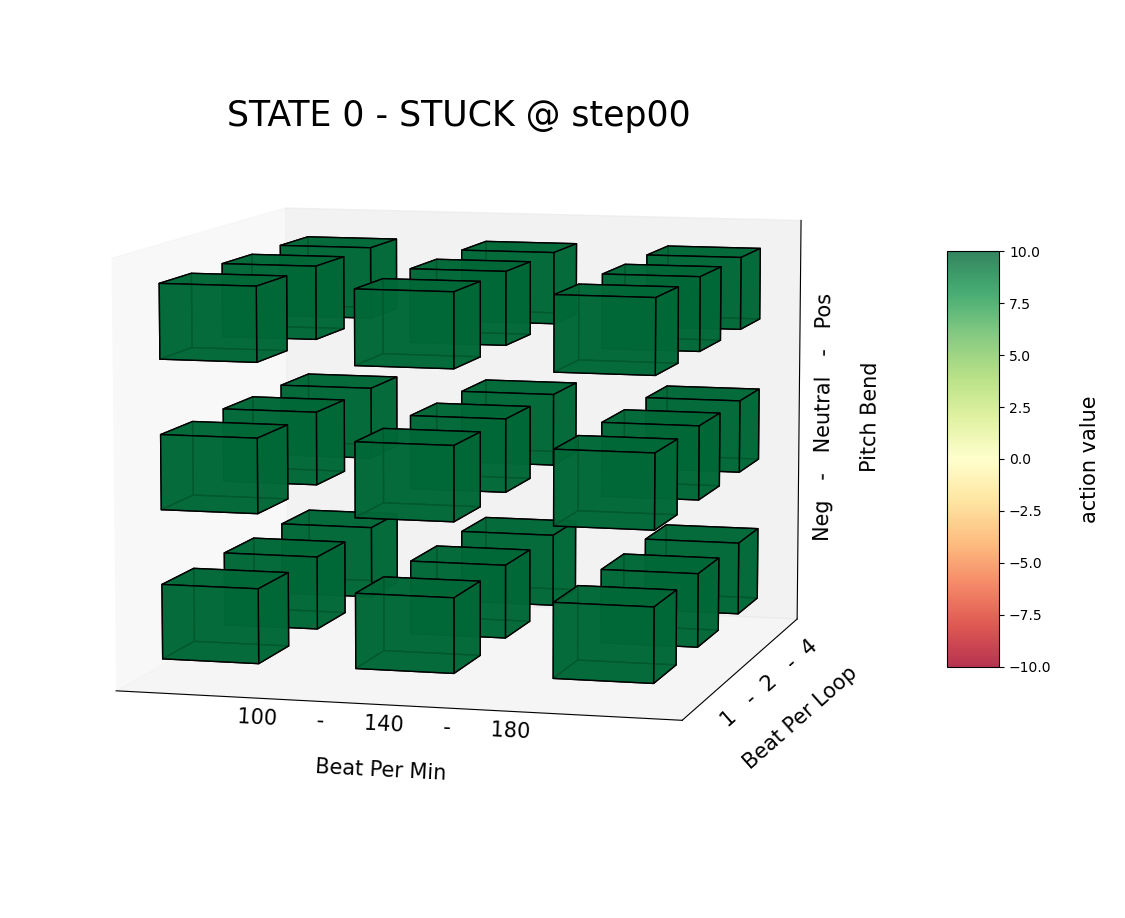 STATE 0 - STUCK @ step00
Neg - Neutral - Pos
Pitch Bend
1 - 2 - 4
Beat Per Loop
100 - 140 - 180
Beat Per Min
10.0
7.5
5.0
2.5
0.0
−2.5
−5.0
−7.5
−10.0
action value